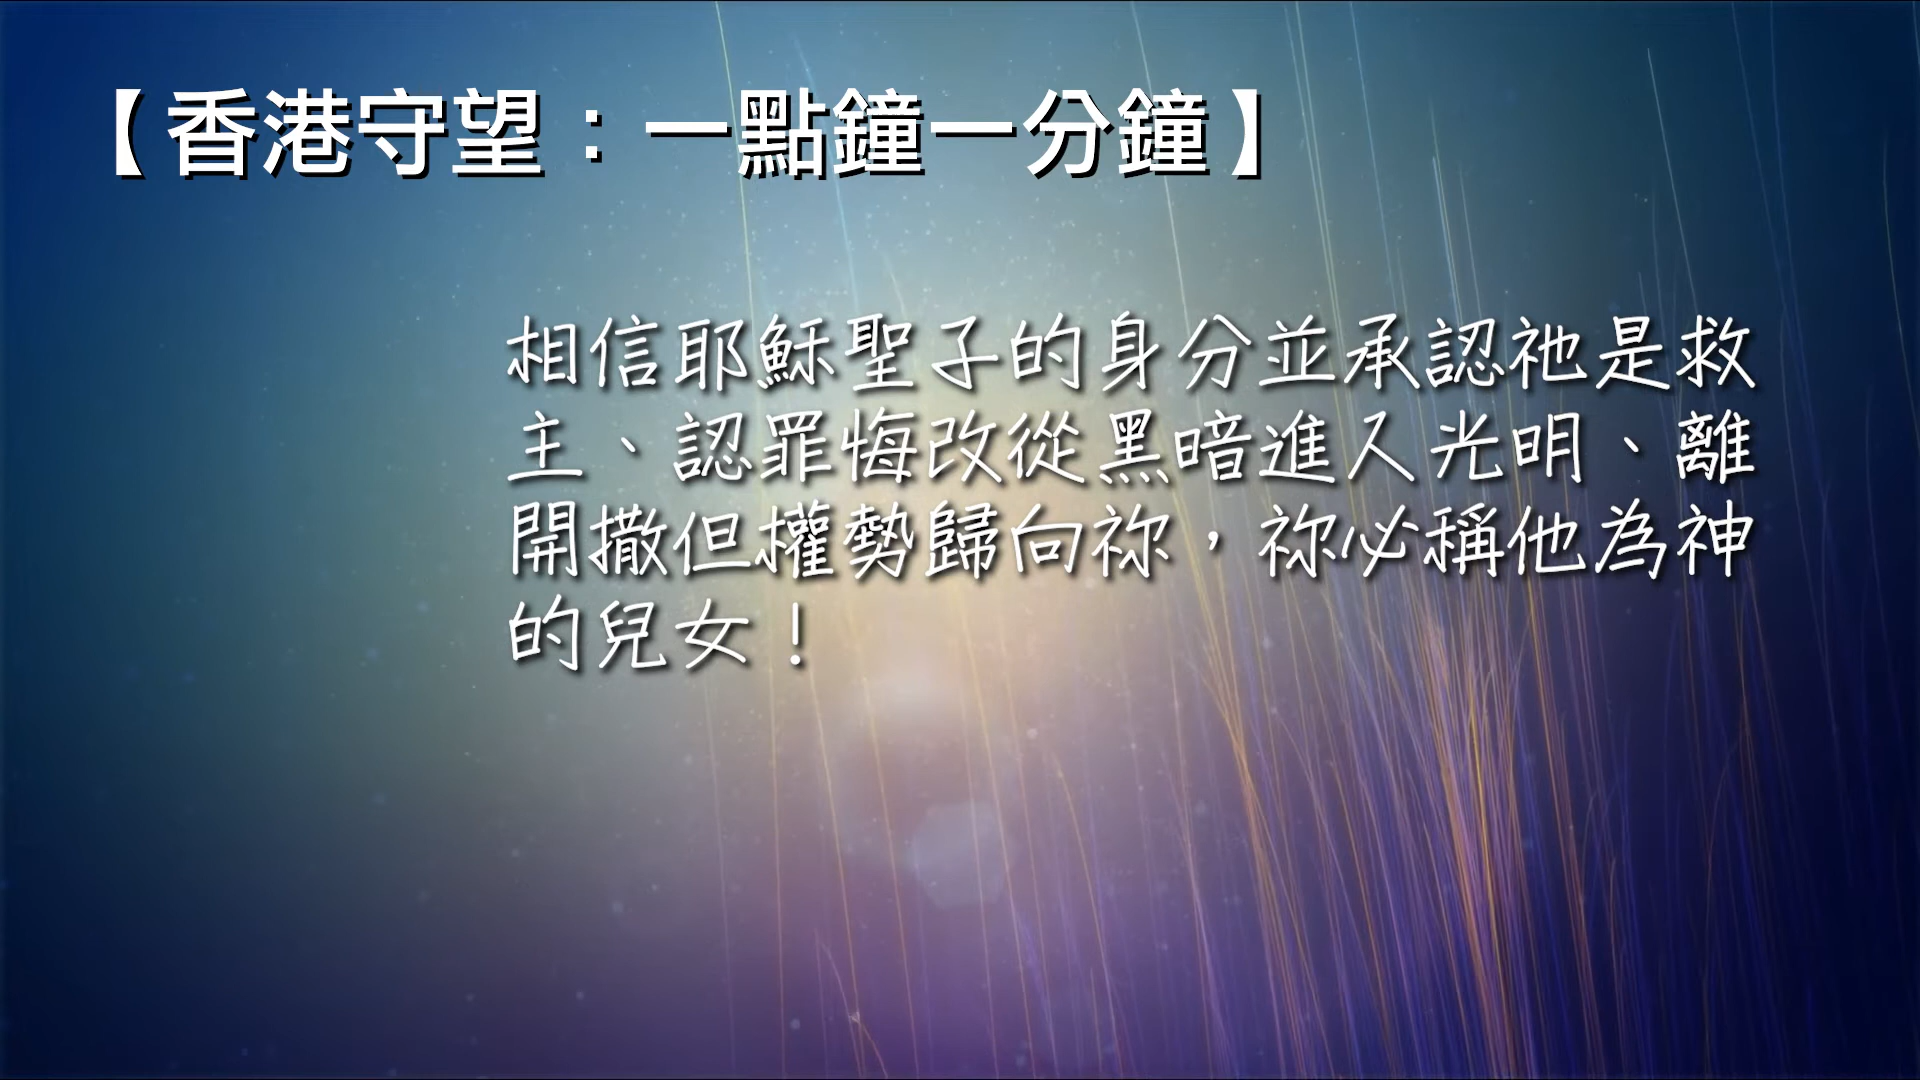 【香港守望：一點鐘一分鐘】
相信耶穌聖子的身分並承認祂是救
主、認罪悔改從黑暗進入光明、離
開撒但權勢歸向祢，祢必稱他為神
的兒女！